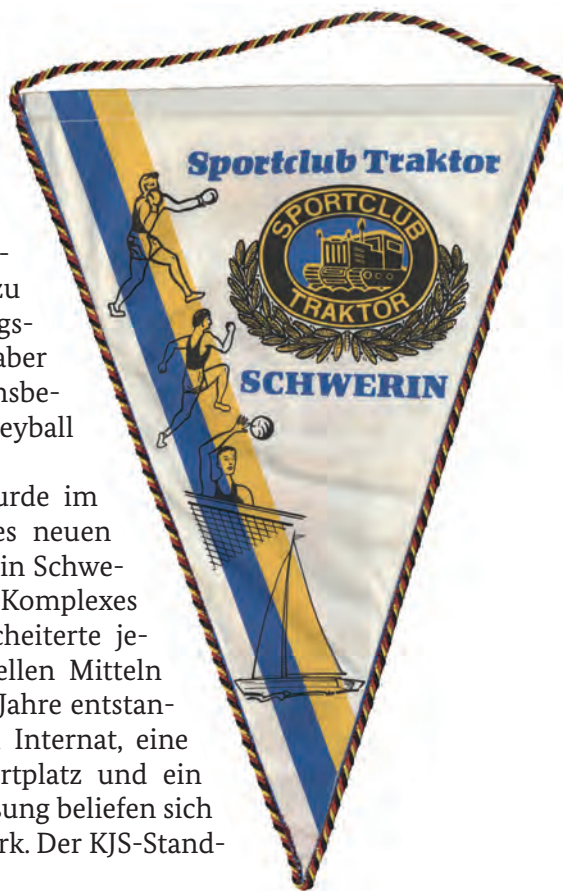 Sportclub Traktor
SPORTCLUB
TRAKTOR
SCHWERIN
-
zu
gs-
aber
nsbe-
eyball
urde im
es neuen
in Schwe-
Komplexes
cheiterte je-
ellen Mitteln
Jahre entstan-
Internat, eine
rtplatz und ein
sung beliefen sich
rk. Der KJS-Stand-